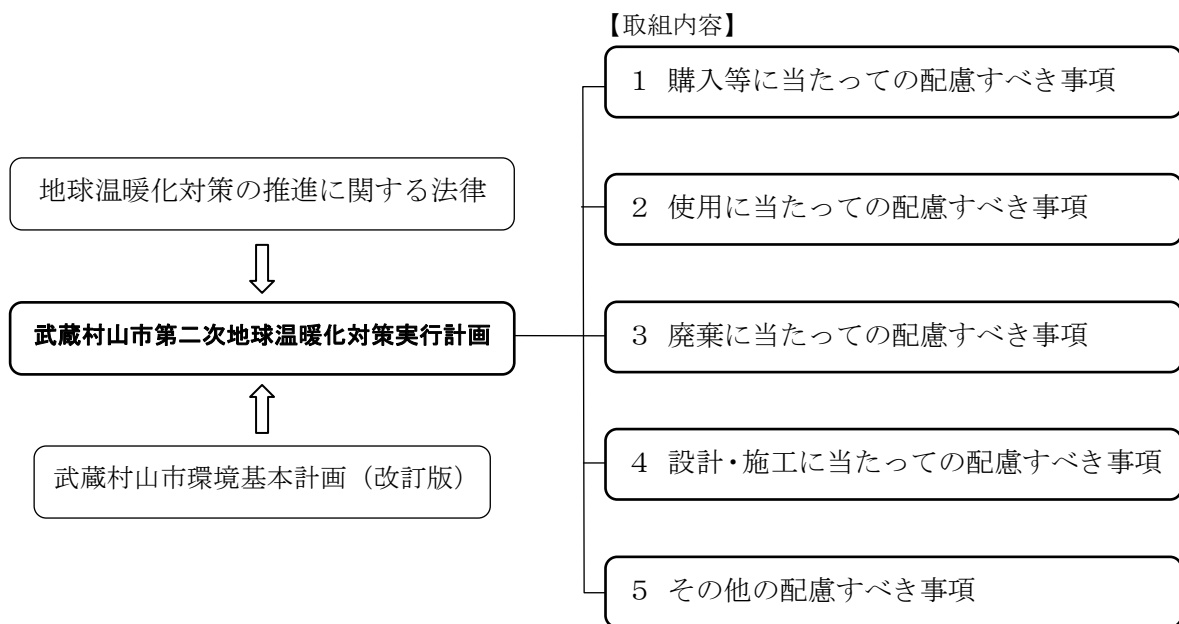 地球温暖化対策の推進に関する法律
武蔵村山市第二次地球温暖化対策実行計画
武蔵村山市環境基本計画（改訂版）
【取組内容】
１ 購入等に当たっての配慮すべき事項
２ 使用に当たっての配慮すべき事項
３ 廃棄に当たっての配慮すべき事項
４ 設計・施工に当たっての配慮すべき事項
５ その他の配慮すべき事項